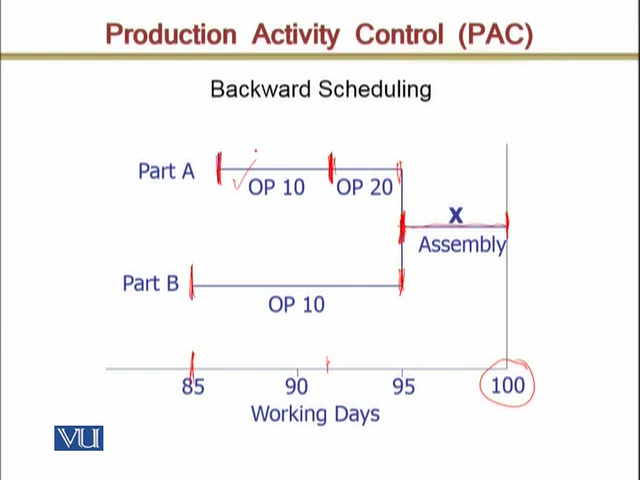 Production Activity Control (PAC)
Backward Scheduling
Part A
OP 10
OP 20
X
Assembly
Part B
OP 10
85
90
95
100
Working Days
VU